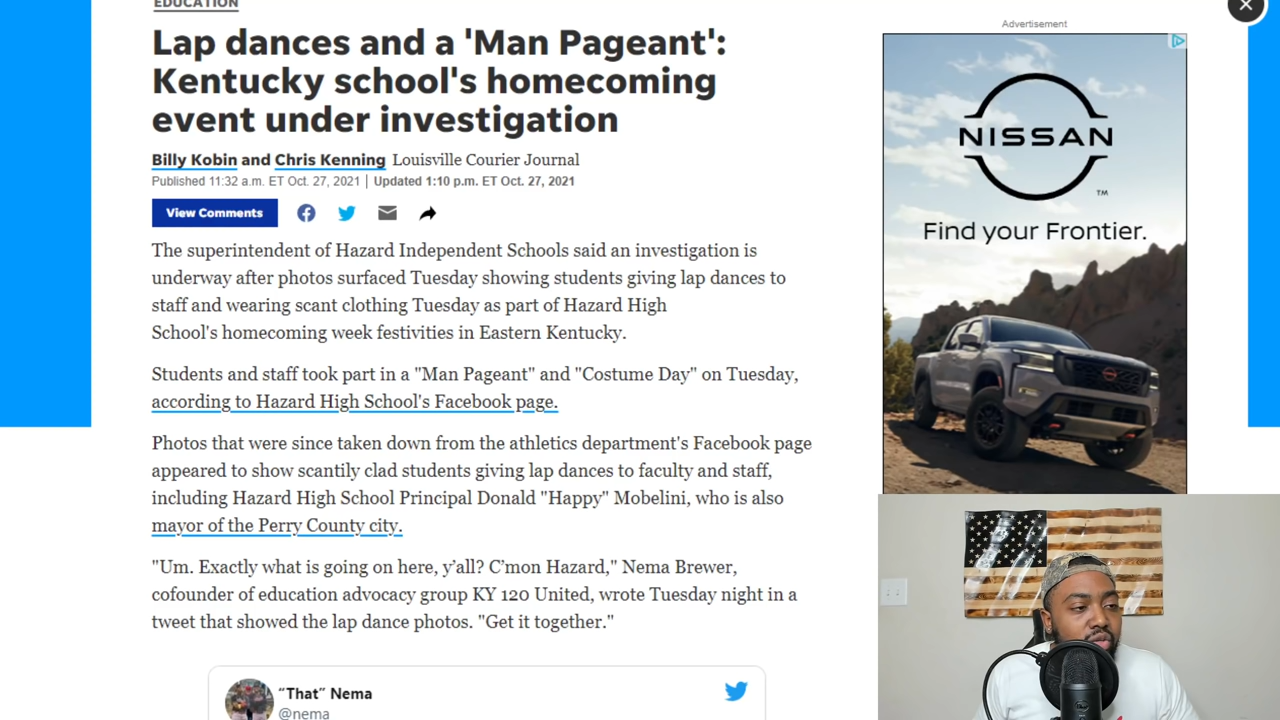 EDUCATION
Lap dances and a 'Man Pageant':
Kentucky school's homecoming
event under investigation
Billy Kobin and Chris Kenning Louisville Courier Journal
Published 11:32 a.m. ET Oct. 27, 2021 | Updated 1:10 p.m. ET Oct. 27, 2021
View Comments
The superintendent of Hazard Independent Schools said an investigation is
underway after photos surfaced Tuesday showing students giving lap dances to
staff and wearing scant clothing Tuesday as part of Hazard High
School's homecoming week festivities in Eastern Kentucky.
Students and staff took part in a "Man Pageant" and "Costume Day" on Tuesday,
according to Hazard High School's Facebook page.
Photos that were since taken down from the athletics department's Facebook page
appeared to show scantily clad students giving lap dances to faculty and staff,
including Hazard High School Principal Donald "Happy" Mobelini, who is also
mayor of the Perry County city.
"Um. Exactly what is going on here, y’all? C’mon Hazard," Nema Brewer,
cofounder of education advocacy group KY 120 United, wrote Tuesday night in a
tweet that showed the lap dance photos. "Get it together."
“That” Nema
@nema
Advertisement
NISSAN
TM
Find your Frontier.